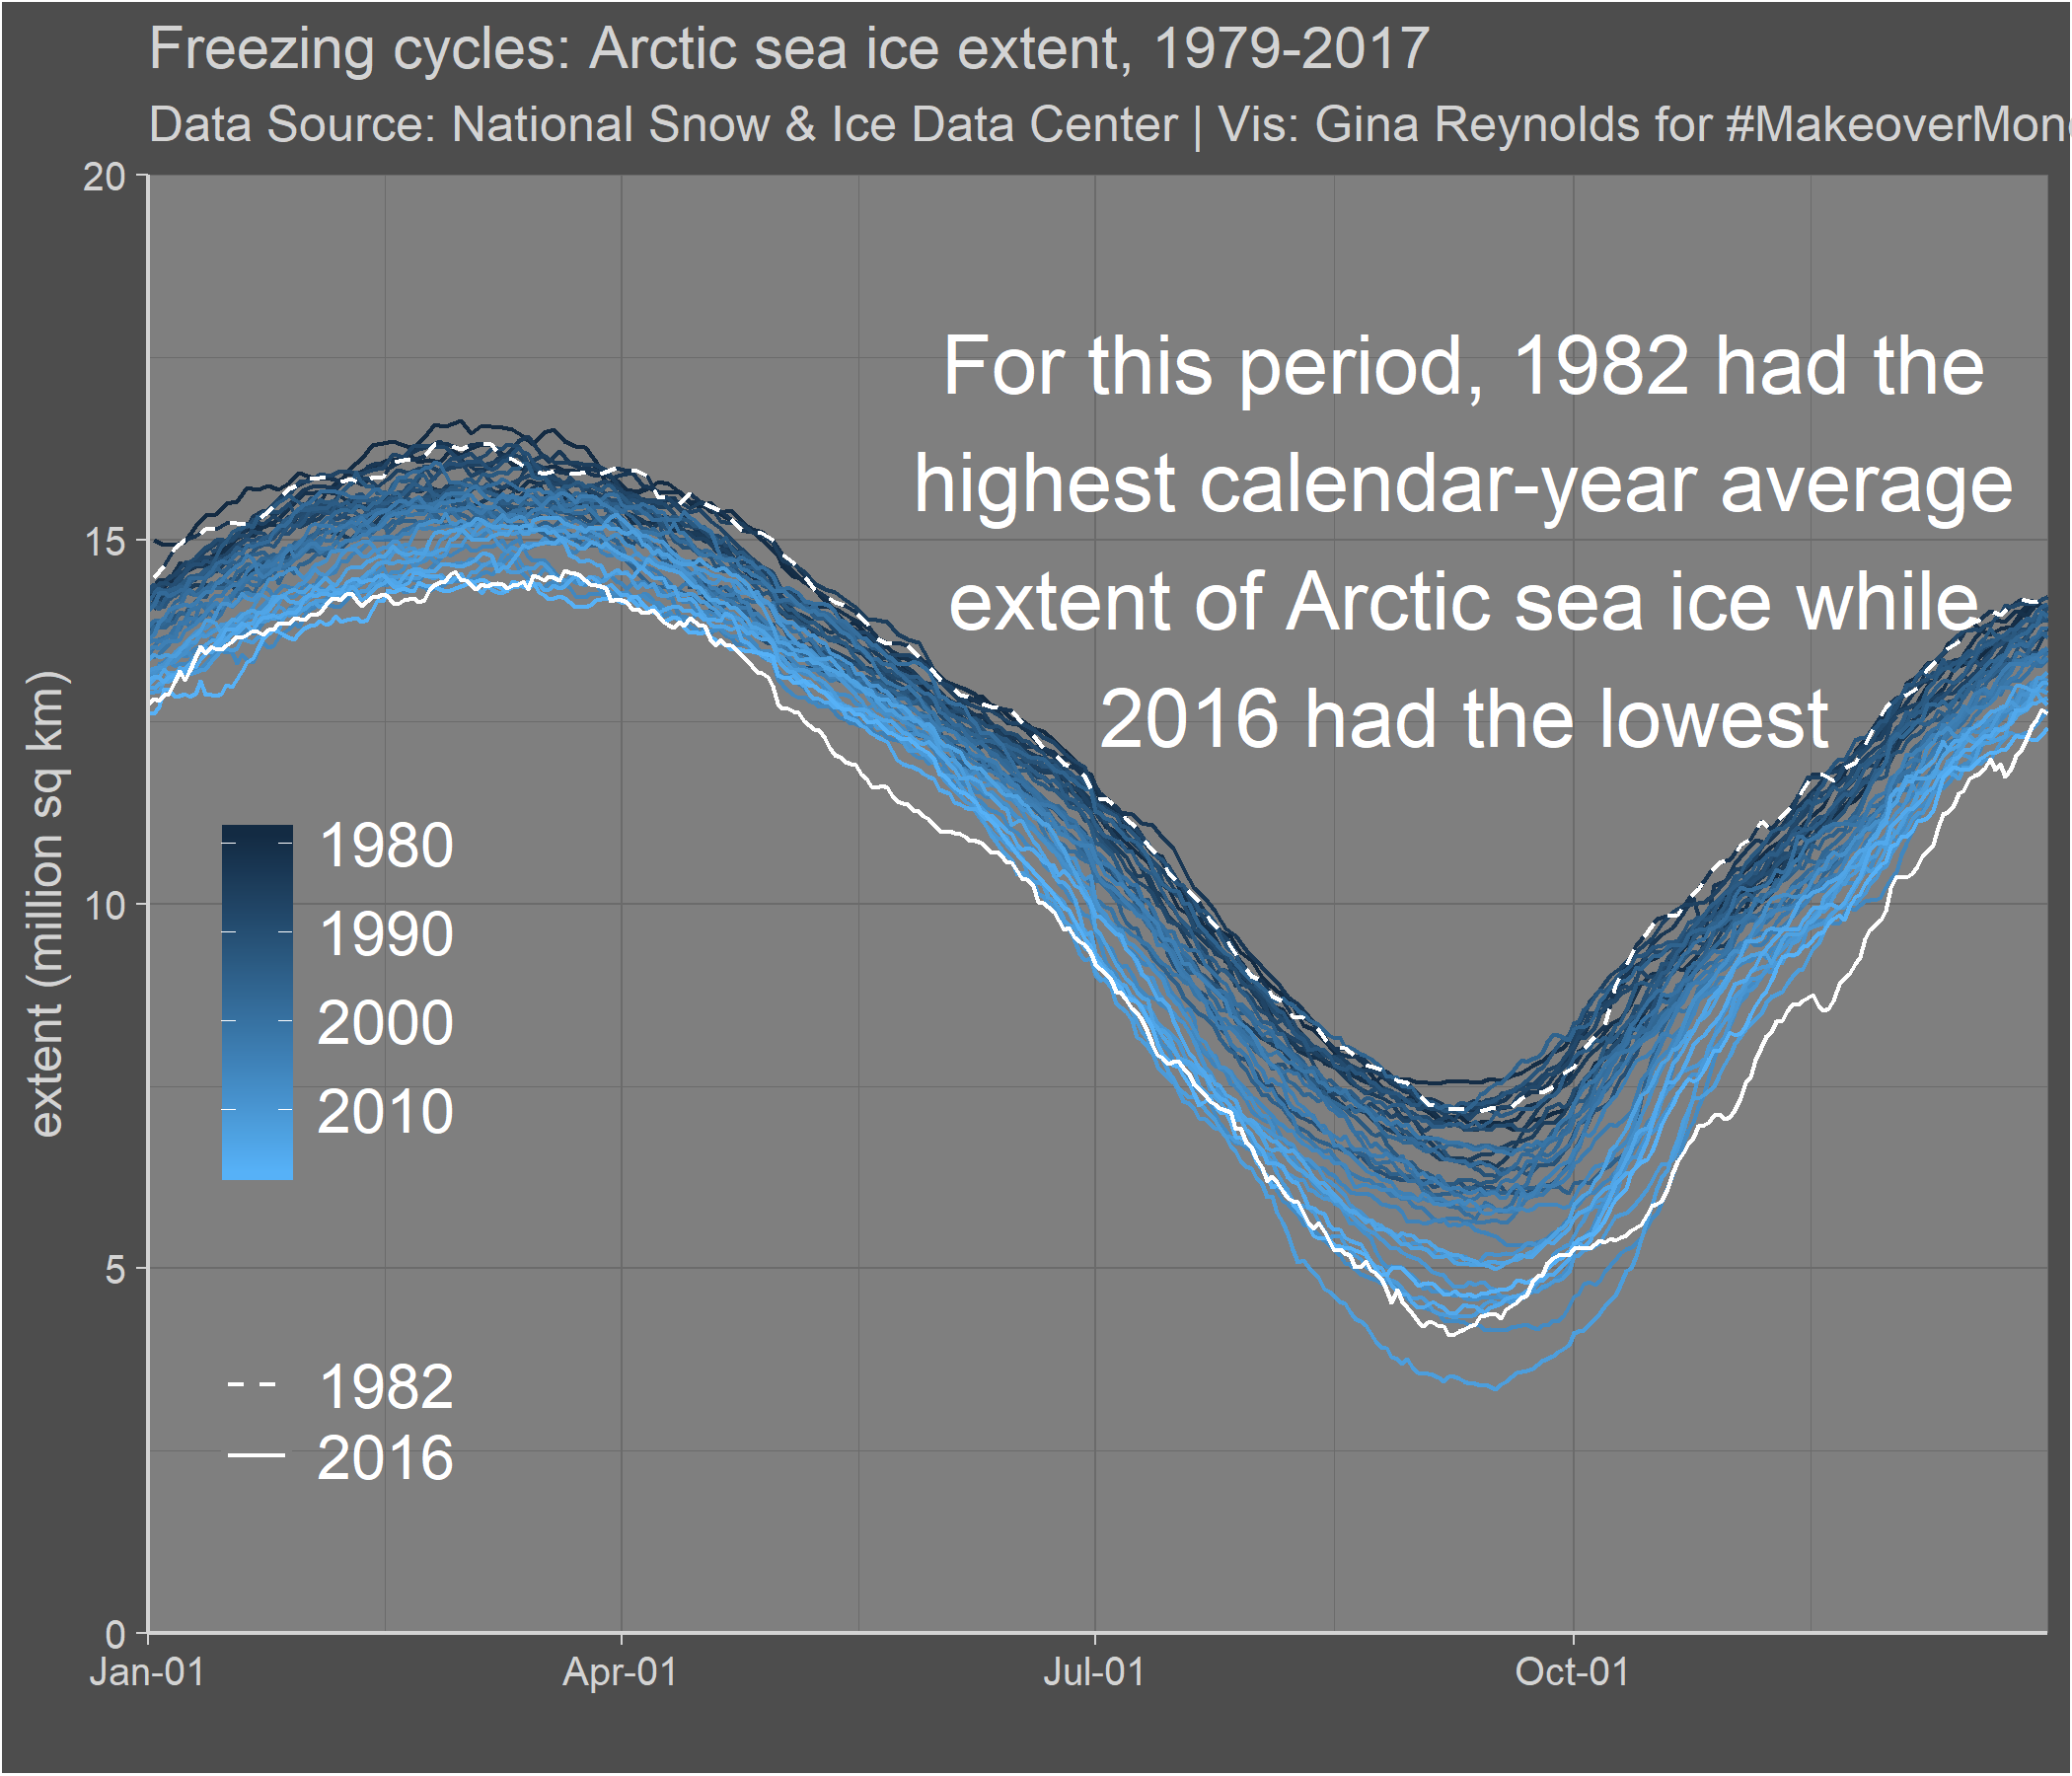 Freezing cycles: Arctic sea ice extent, 1979-2017
Data Source: National Snow & Ice Data Center | Vis: Gina Reynolds for
20
15
10
5
0
extent (million sq km)
For this period, 1982 had the
highest calendar-year average
extent of Arctic sea ice while
2016 had the lowest
1980
1990
2000
2010
1982
2016
Jan-01
Apr-01
Jul-01
Oct-01